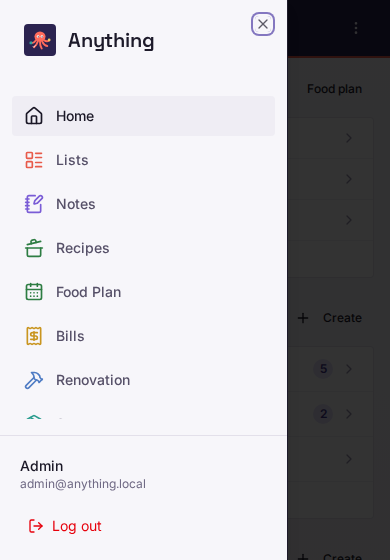 Anything
Home
Food plan
Lists
Notes
Recipes
Food Plan
Create
Bills
5
Renovation
2
Admin
admin@anything.local
Log out